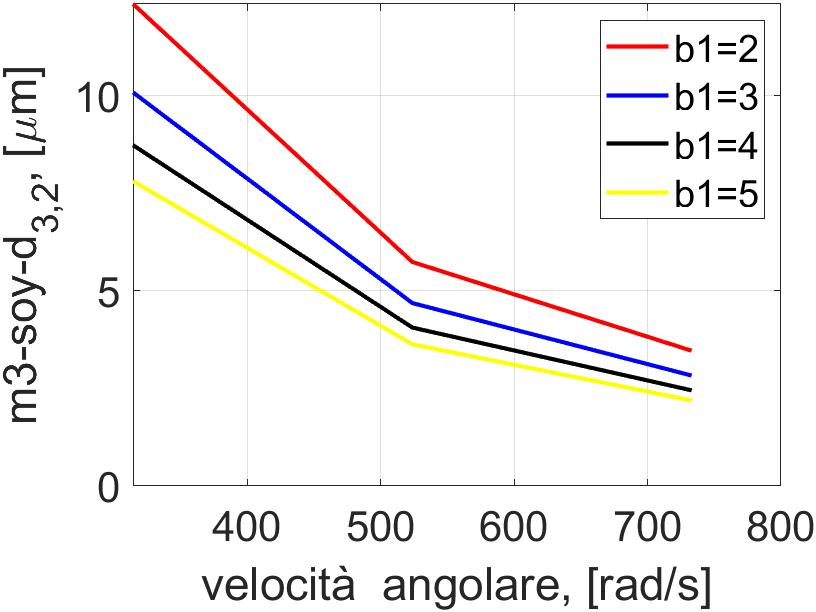 b1=2
b1=3
b1=4
b1=5
10
5
0
400 500 600 700 800
velocità angolare, [rad/s]
m3-soy-d3,2, [μm]